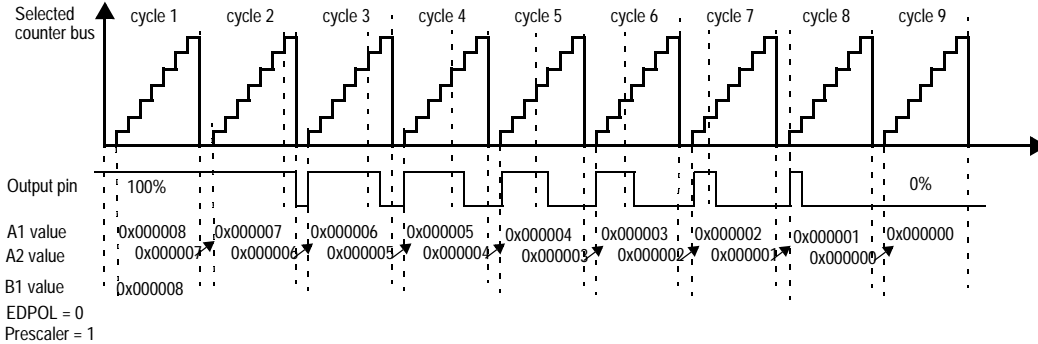 Selected counter bus
cycle 1 cycle 2 cycle 3 cycle 4 cycle 5 cycle 6 cycle 7 cycle 8 cycle 9
Output pin 100% 0%
A1 value 0x000008 0x000007 0x000006 0x000005 0x000004 0x000003 0x000002 0x000001 0x000000
A2 value 0x000007 0x000006 0x000005 0x000004 0x000003 0x000002 0x000001 0x000000
B1 value 0x000008
EDPOL = 0
Prescaler = 1